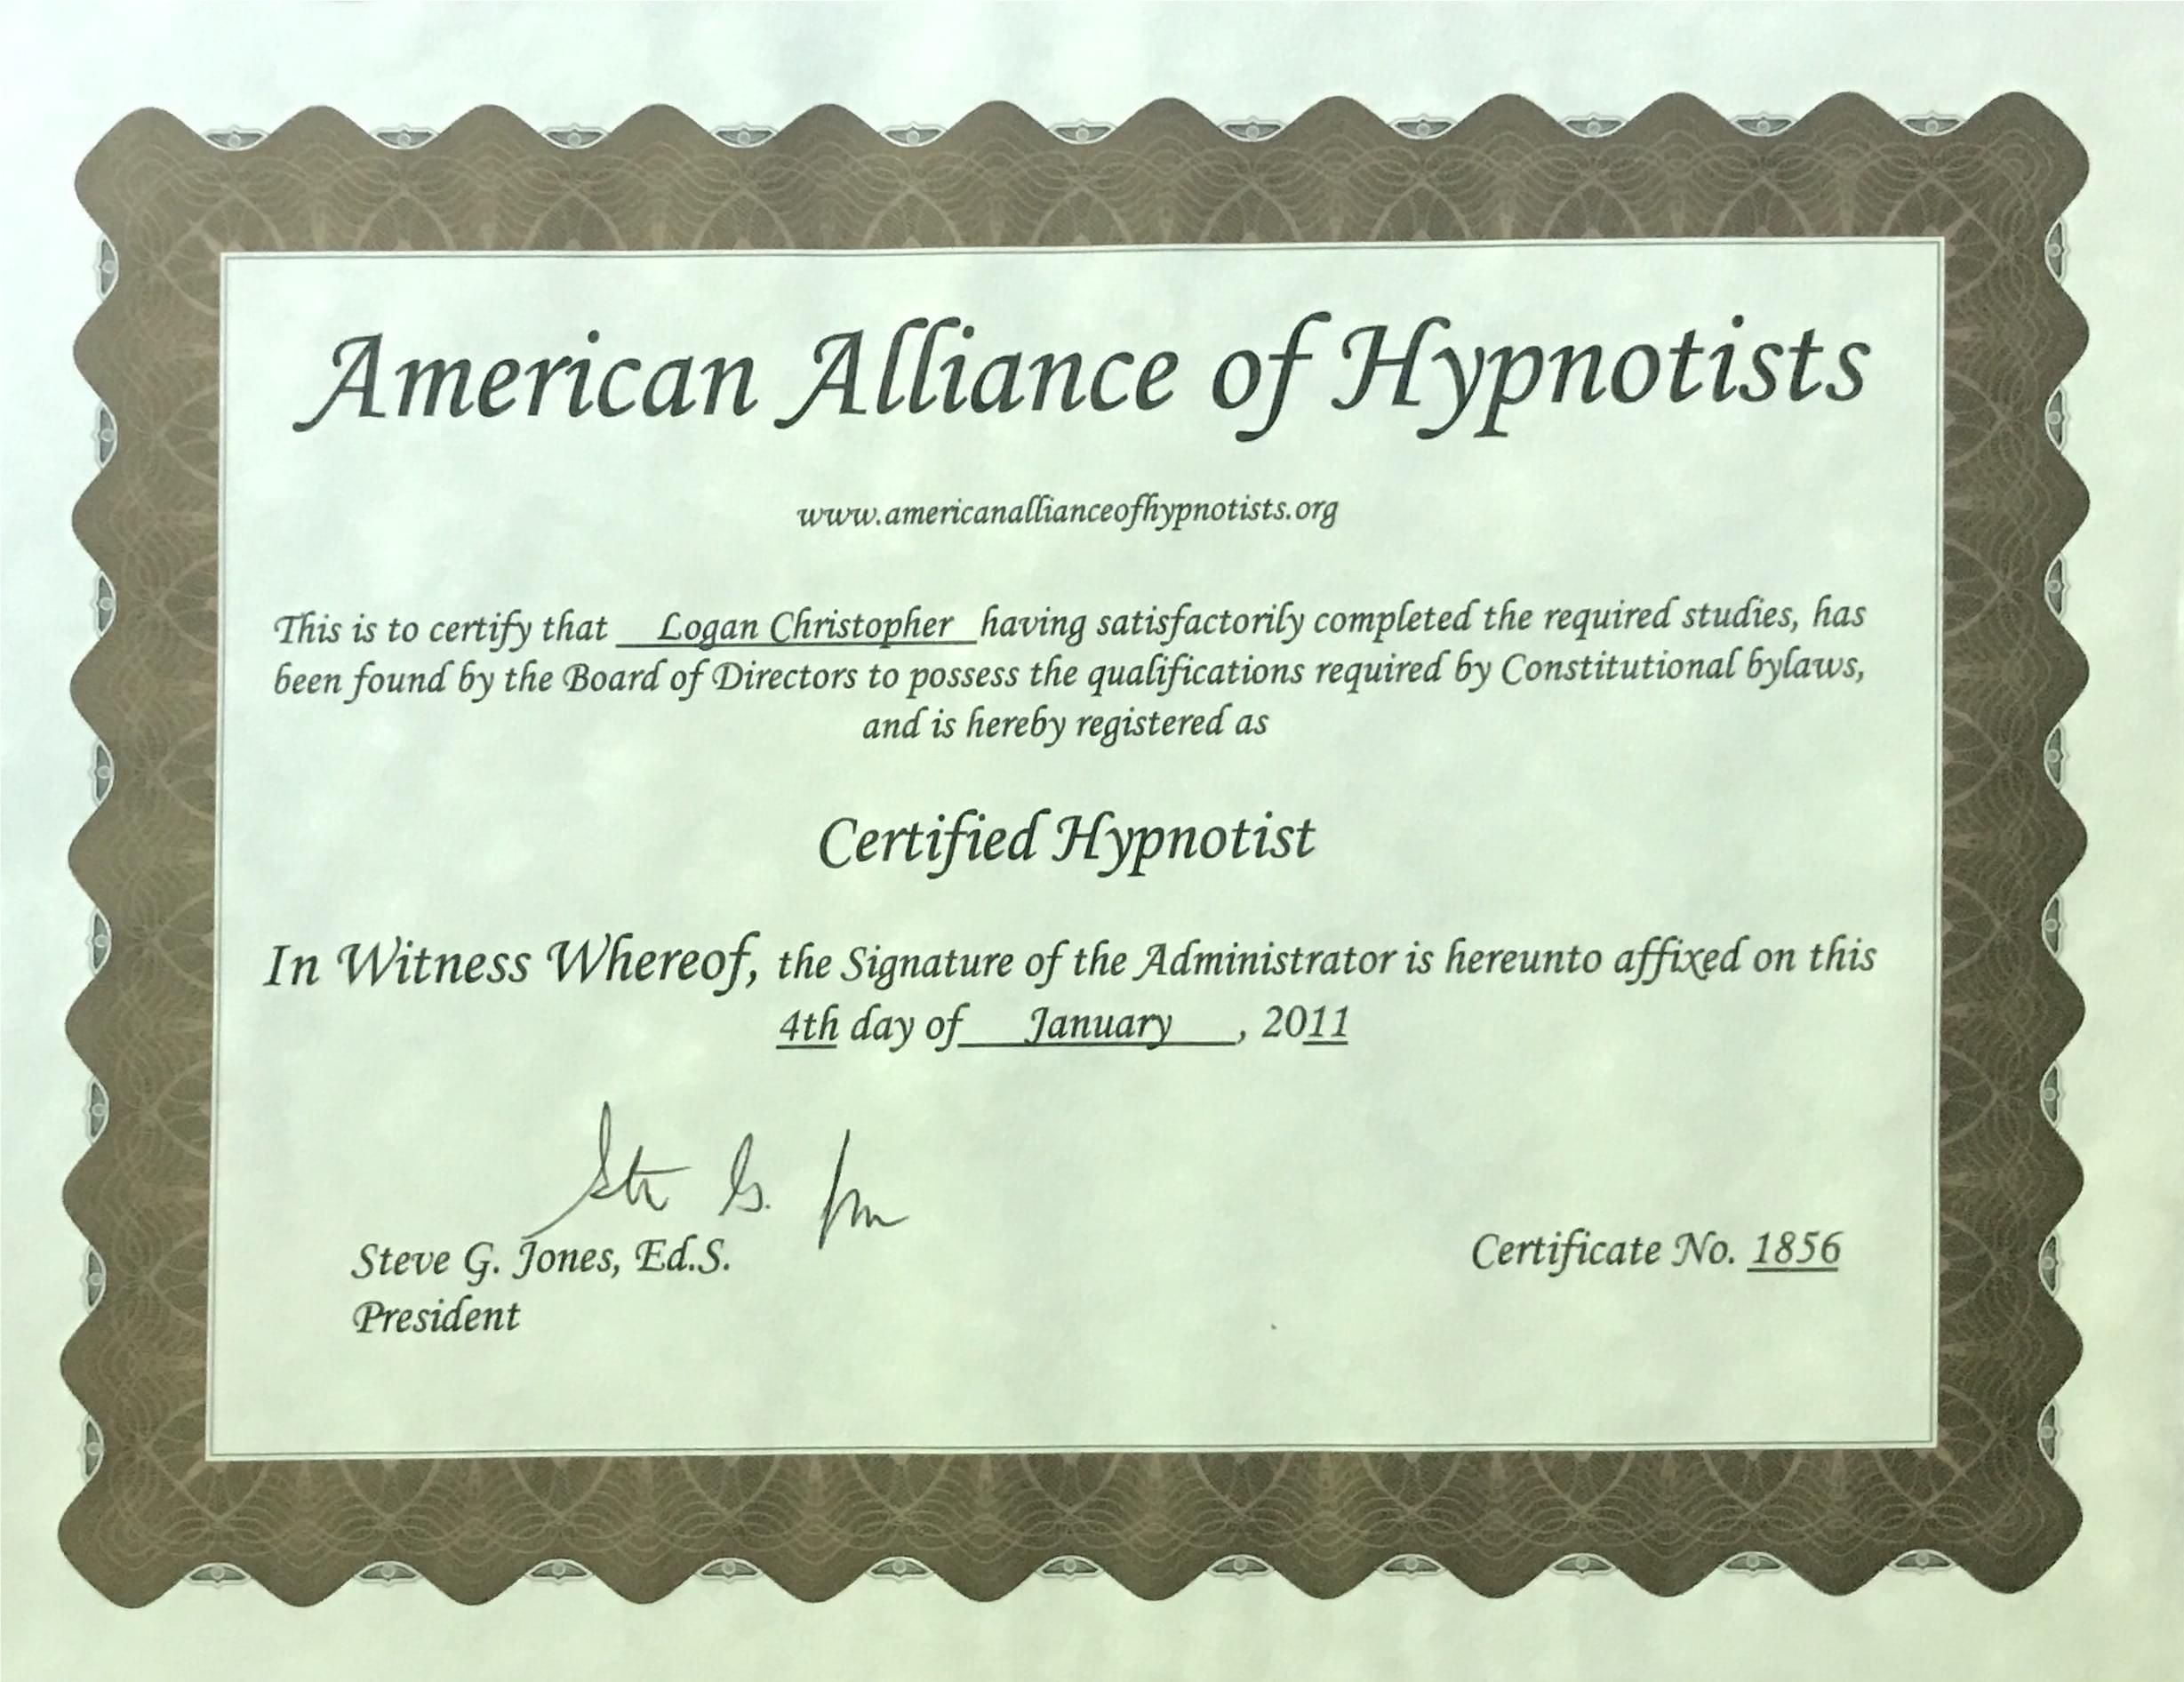 American Alliance of Hypnotists
www.americanallianceofhypnotists.org
This is to certify that Logan Christopher having satisfactorily completed the required studies, has
been found by the Board of Directors to possess the qualifications required by Constitutional bylaws,
and is hereby registered as
Certified Hypnotist
In Witness Whereof, the Signature of the Administrator is hereunto affixed on this
4th day of January, 2011
Steve G. Jones, Ed.S.
President
Certificate No. 1856